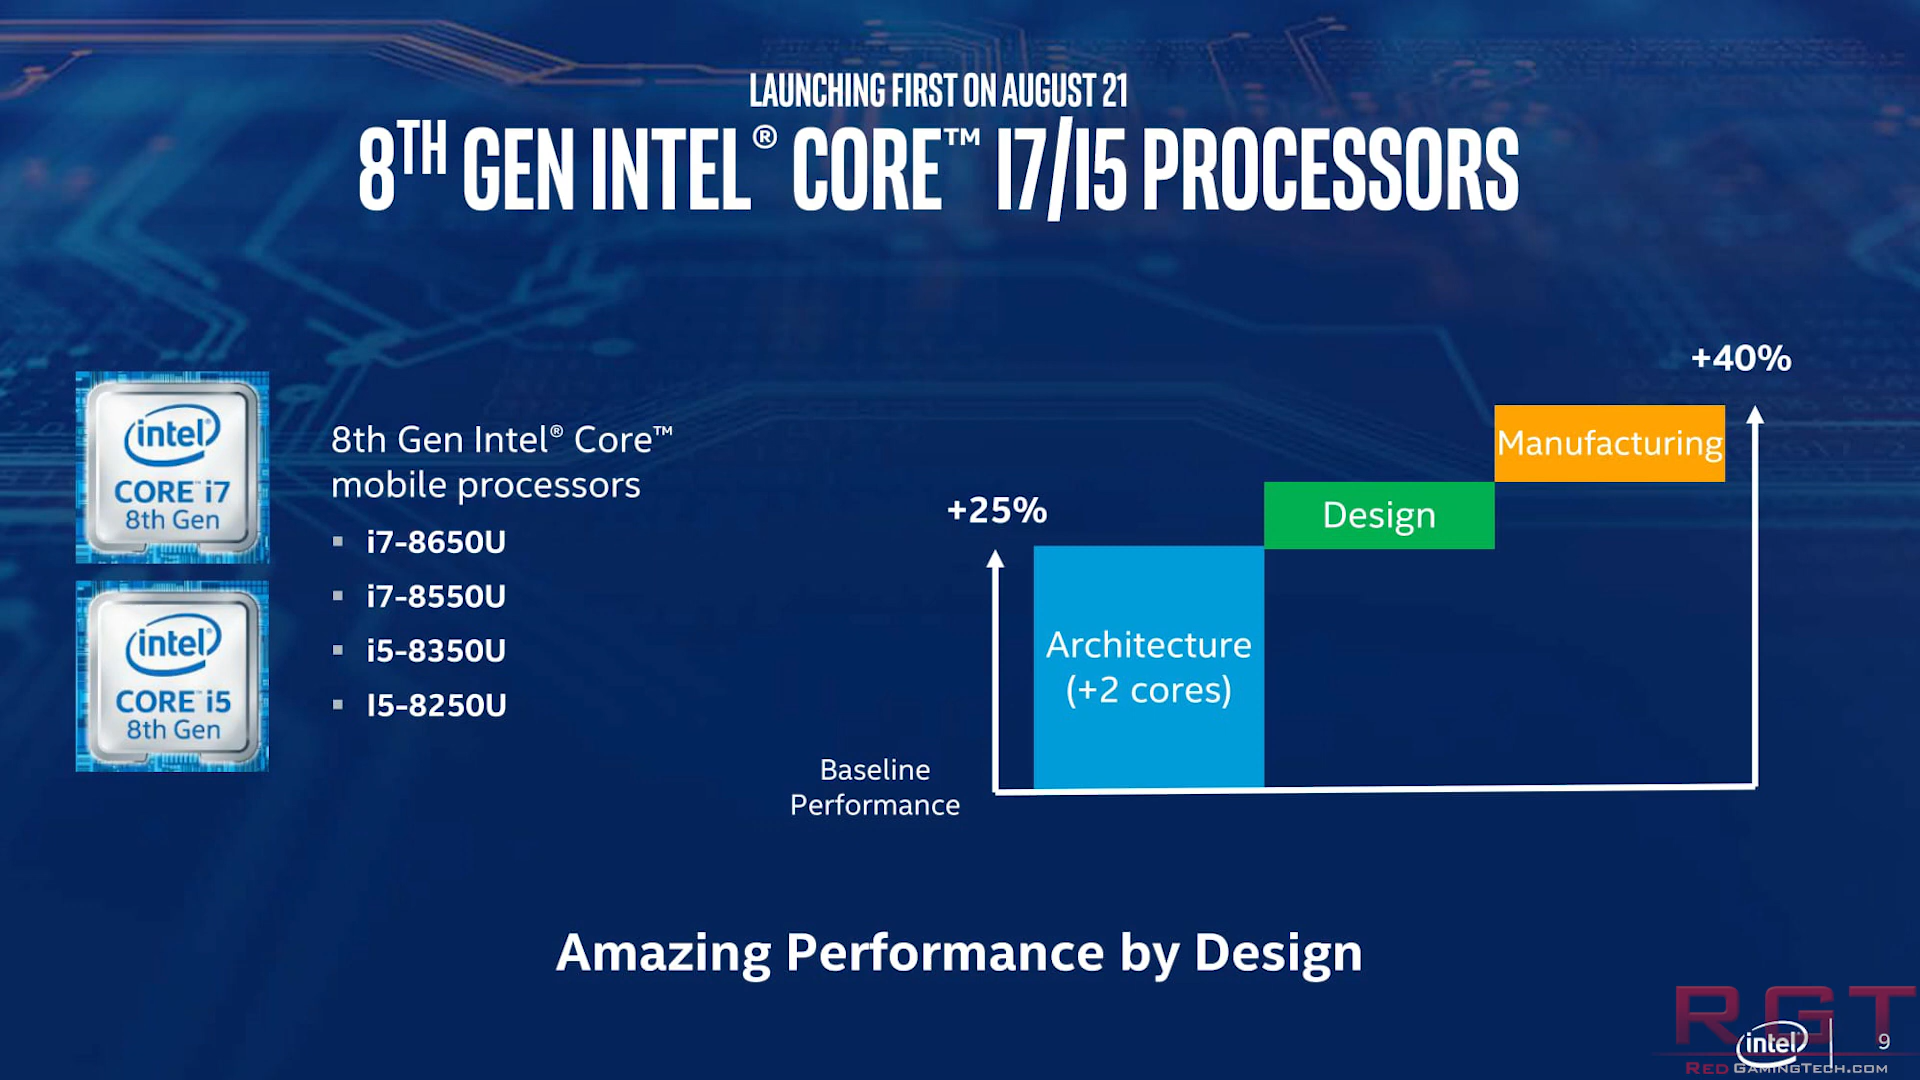 LAUNCHING FIRST ON AUGUST 21
8TH GEN INTEL® CORE™ I7/I5 PROCESSORS
intel®
CORE™ i7
8th Gen
intel®
CORE™ i5
8th Gen
8th Gen Intel® Core™
mobile processors
▪ i7-8650U
▪ i7-8550U
▪ i5-8350U
▪ I5-8250U
+25%
+40%
Architecture
(+2 cores)
Design
Manufacturing
Baseline
Performance
Amazing Performance by Design
RGT
intel
9
RED GAMINGTECH.COM